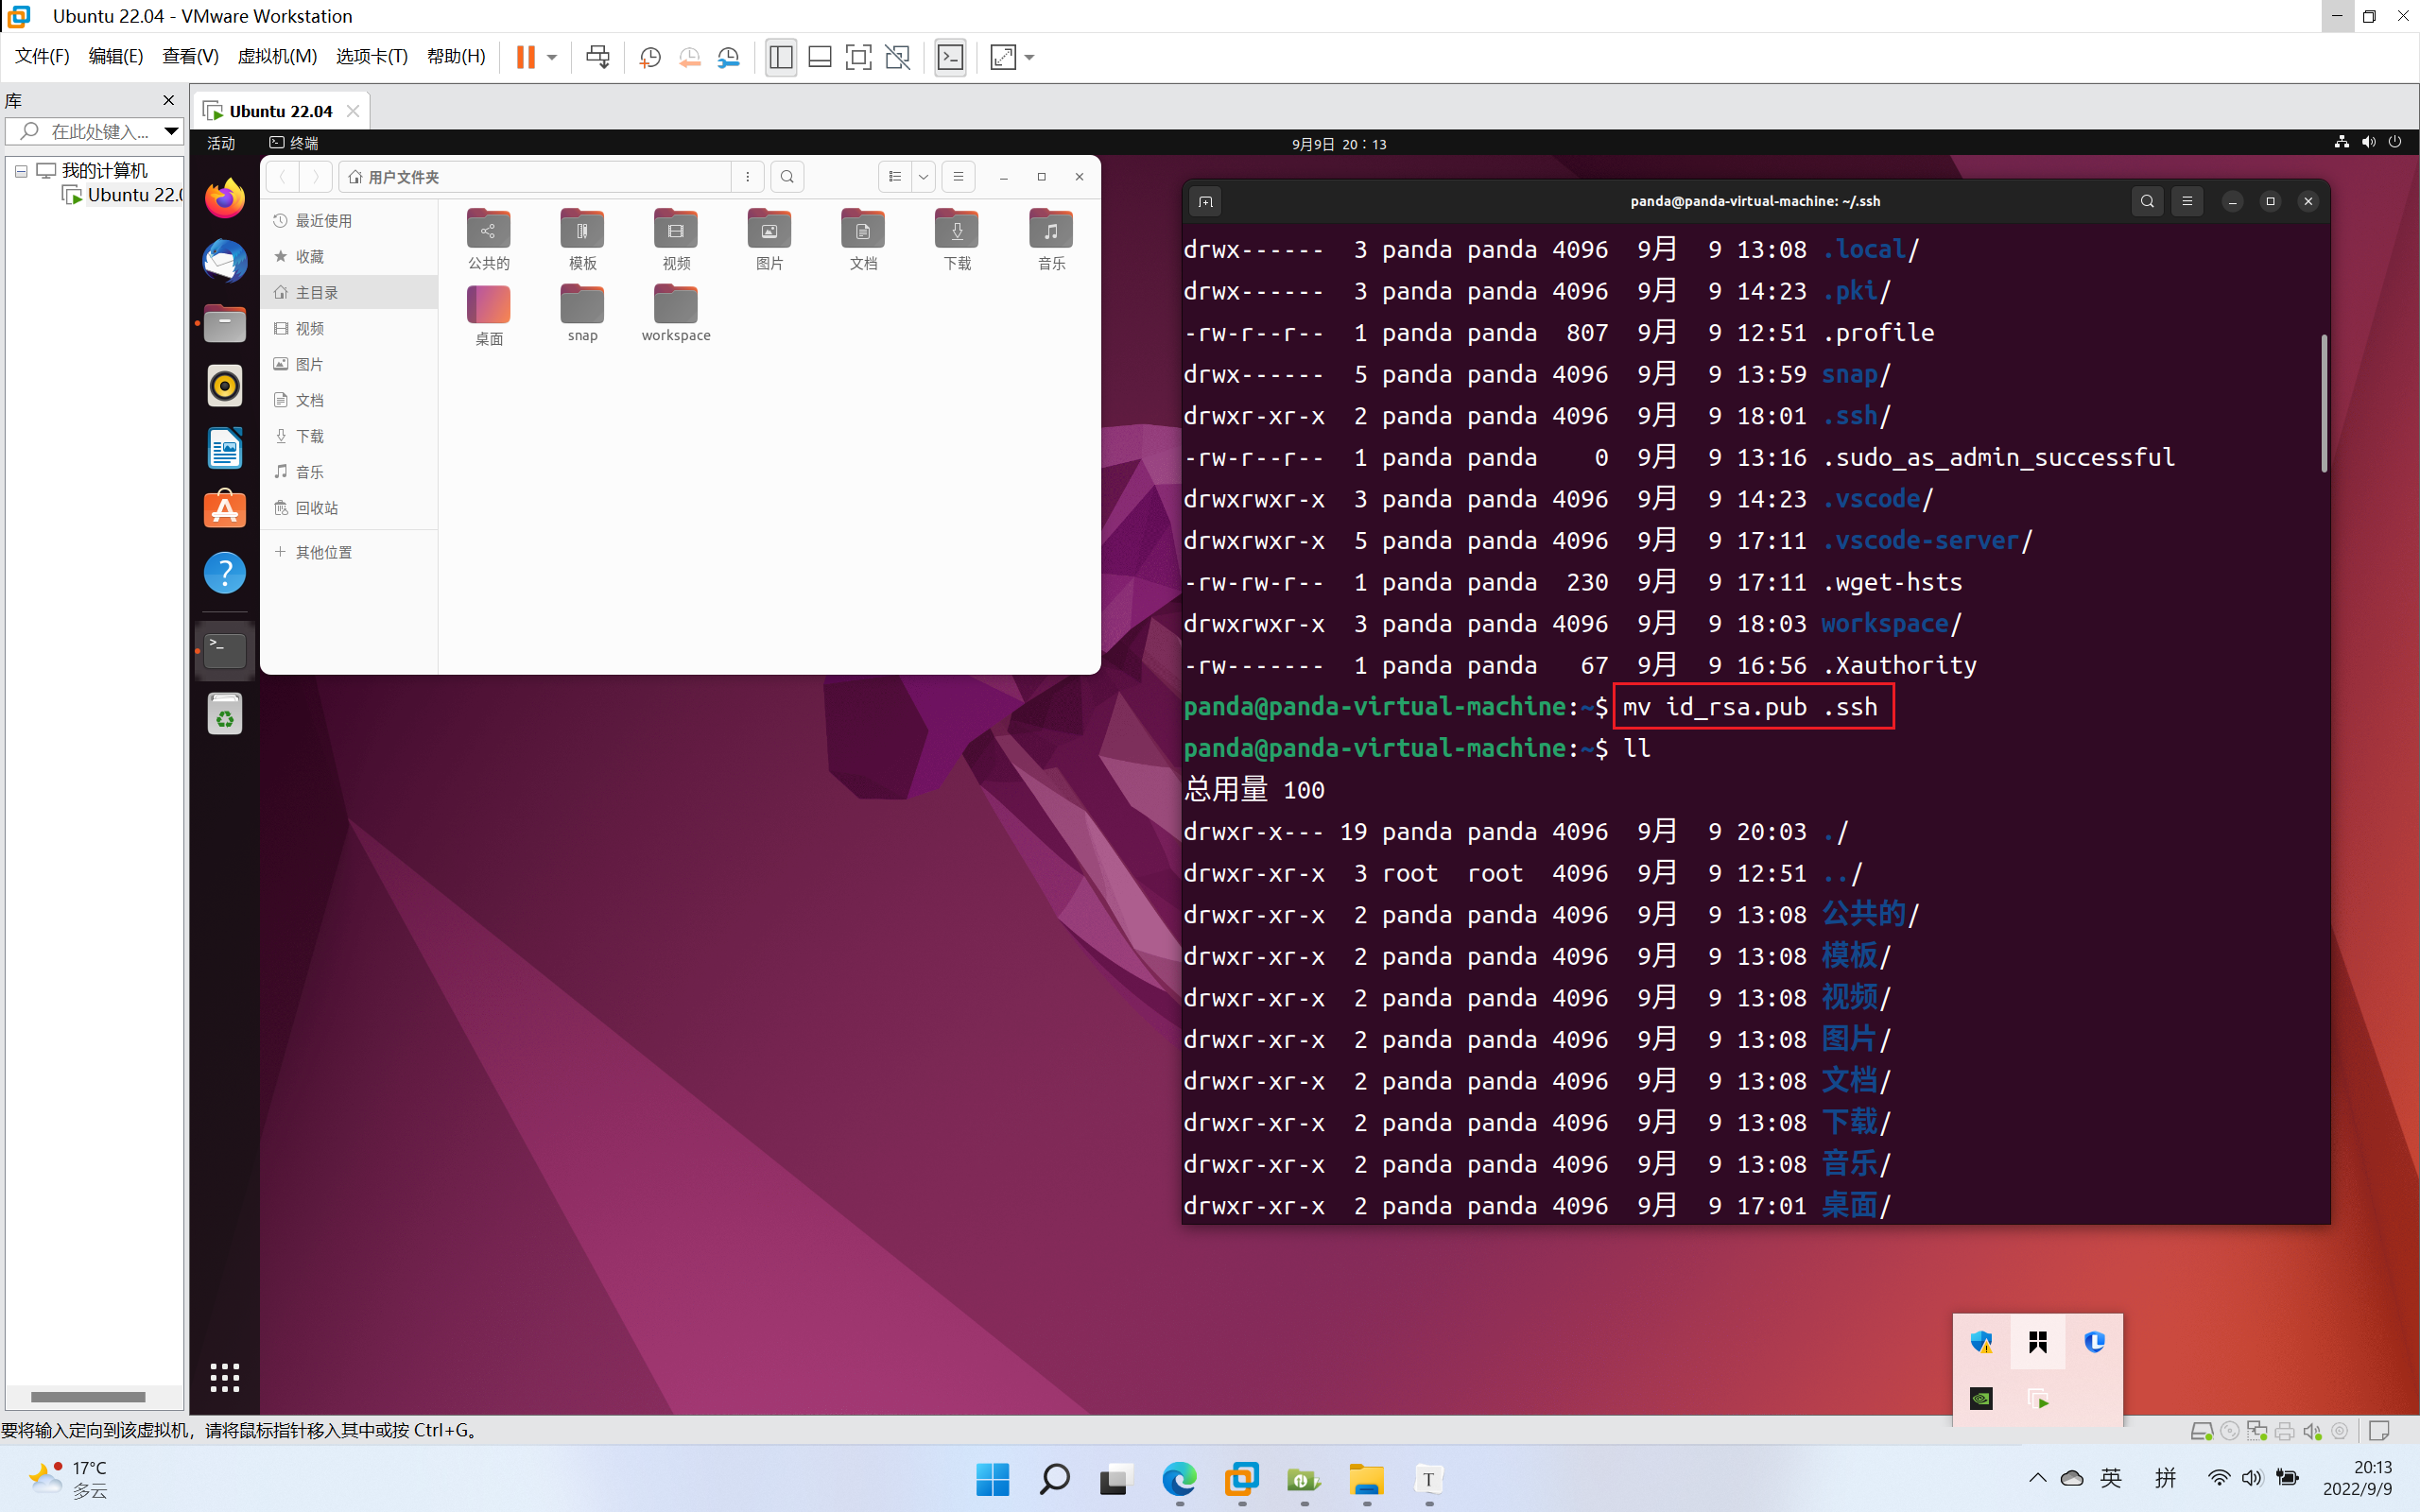 Ubuntu 22.04 - VMware Workstation
文件(F) 编辑(E) 查看(V) 虚拟机(M) 选项卡(T) 帮助(H)
库
在此处键入...
我的计算机
Ubuntu 22.0
Ubuntu 22.04
活动 终端 9月9日 20：13
用户文件夹
最近使用
收藏
主目录
视频
图片
文档
下载
音乐
回收站
其他位置
公共的 模板 视频 图片 文档 下载 音乐
桌面 snap workspace
panda@panda-virtual-machine: ~/.ssh
drwx------ 3 panda panda 4096 9月 9 13:08 .local/
drwx------ 3 panda panda 4096 9月 9 14:23 .pki/
-rw-r--r-- 1 panda panda 807 9月 9 12:51 .profile
drwx------ 5 panda panda 4096 9月 9 13:59 snap/
drwxr-xr-x 2 panda panda 4096 9月 9 18:01 .ssh/
-rw-r--r-- 1 panda panda 0 9月 9 13:16 .sudo_as_admin_successful
drwxrwxr-x 3 panda panda 4096 9月 9 14:23 .vscode/
drwxrwxr-x 5 panda panda 4096 9月 9 17:11 .vscode-server/
-rw-rw-r-- 1 panda panda 230 9月 9 17:11 .wget-hsts
drwxrwxr-x 3 panda panda 4096 9月 9 18:03 workspace/
-rw------- 1 panda panda 67 9月 9 16:56 .Xauthority
panda@panda-virtual-machine:~$ mv id_rsa.pub .ssh
panda@panda-virtual-machine:~$ ll
总用量 100
drwxr-x--- 19 panda panda 4096 9月 9 20:03 ./
drwxr-xr-x 3 root root 4096 9月 9 12:51 ../
drwxr-xr-x 2 panda panda 4096 9月 9 13:08 公共的/
drwxr-xr-x 2 panda panda 4096 9月 9 13:08 模板/
drwxr-xr-x 2 panda panda 4096 9月 9 13:08 视频/
drwxr-xr-x 2 panda panda 4096 9月 9 13:08 图片/
drwxr-xr-x 2 panda panda 4096 9月 9 13:08 文档/
drwxr-xr-x 2 panda panda 4096 9月 9 13:08 下载/
drwxr-xr-x 2 panda panda 4096 9月 9 13:08 音乐/
drwxr-xr-x 2 panda panda 4096 9月 9 17:01 桌面/
要将输入定向到该虚拟机，请将鼠标指针移入其中或按 Ctrl+G。
17°C
多云
T
英 拼
20:13
2022/9/9